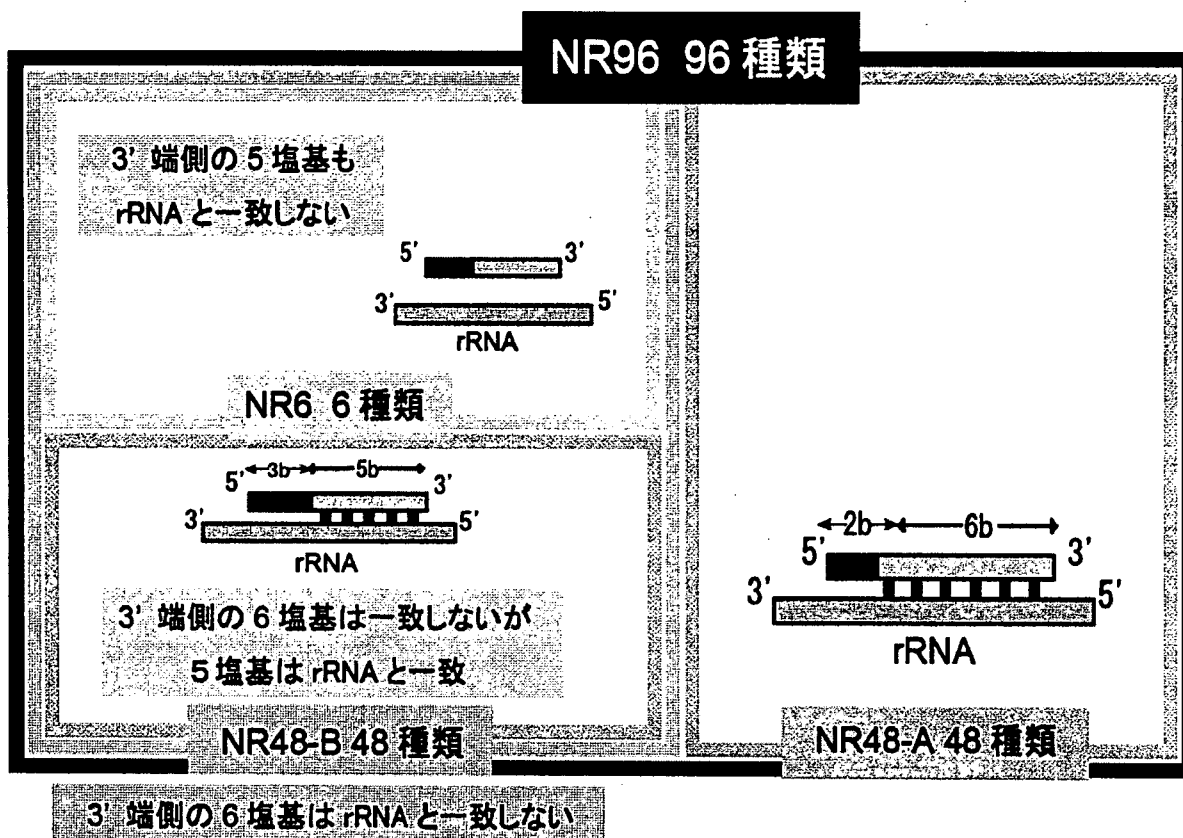 NR96 96 種類
3' 端側の 5 塩基も
rRNA と一致しない
5' 3'
3' 5'
rRNA
NR6 6 種類
3b 5b
5' 3'
3' 5'
rRNA
3' 端側の 6 塩基は一致しないが
5 塩基は rRNA と一致
NR48-B 48 種類
3' 端側の 6 塩基は rRNA と一致しない
2b 6b
5' 3'
3' 5'
rRNA
NR48-A 48 種類